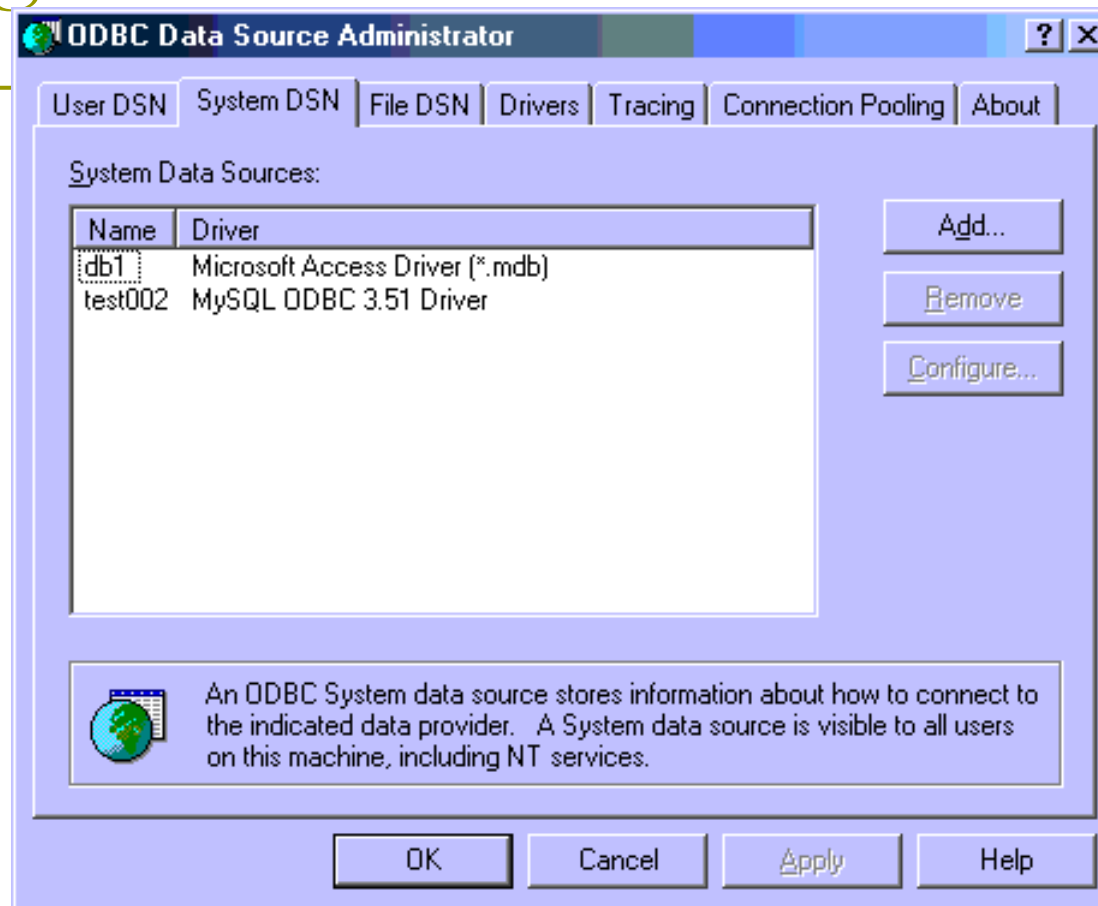 ODBC Data Source Administrator
User DSN System DSN File DSN Drivers Tracing Connection Pooling About
System Data Sources:
Name Driver
db1 Microsoft Access Driver (*.mdb)
test002 MySQL ODBC 3.51 Driver
Add...
Remove
Configure...
An ODBC System data source stores information about how to connect to
the indicated data provider. A System data source is visible to all users
on this machine, including NT services.
OK Cancel Apply Help